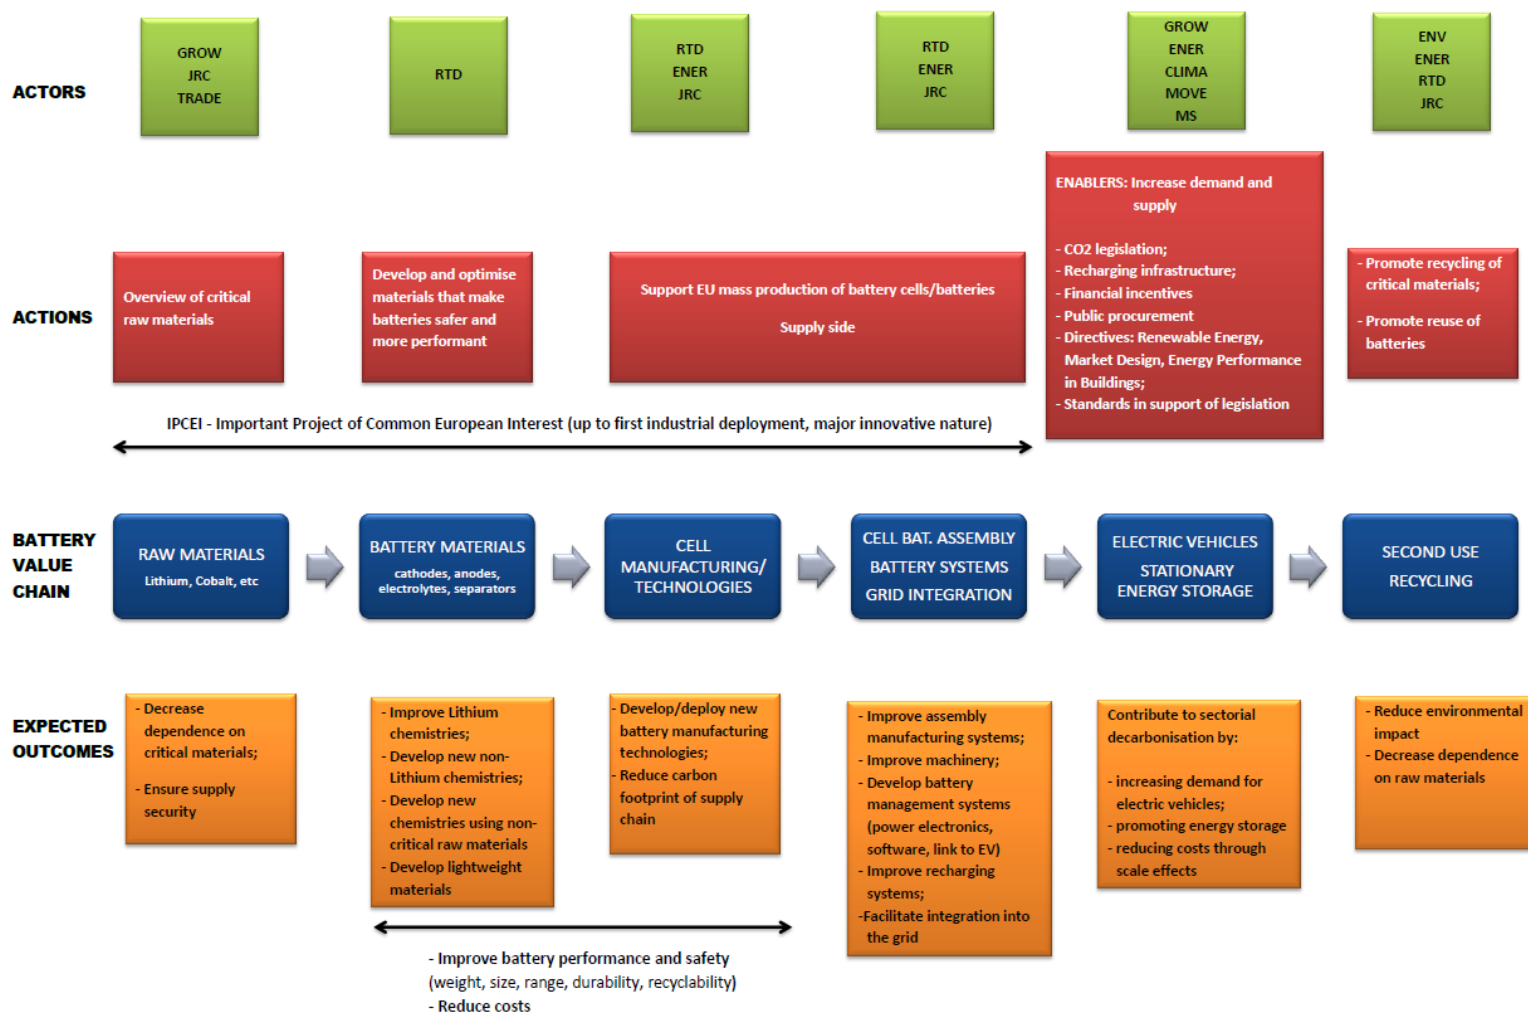 ACTORS
GROW
JRC
TRADE
RTD
RTD
ENER
JRC
RTD
ENER
JRC
GROW
ENER
CLIMA
MOVE
MS
ENV
ENER
RTD
JRC
ACTIONS
Overview of critical
raw materials
Develop and optimise
materials that make
batteries safer and
more performant
Support EU mass production of battery cells/batteries
Supply side
ENABLERS: Increase demand and
supply
- CO2 legislation;
- Recharging infrastructure;
- Financial incentives
- Public procurement
- Directives: Renewable Energy,
Market Design, Energy Performance
in Buildings;
- Standards in support of legislation
- Promote recycling of
critical materials;
- Promote reuse of
batteries
IPCEI - Important Project of Common European Interest (up to first industrial deployment, major innovative nature)
BATTERY
VALUE
CHAIN
RAW MATERIALS
Lithium, Cobalt, etc
BATTERY MATERIALS
cathodes, anodes,
electrolytes, separators
CELL
MANUFACTURING/
TECHNOLOGIES
CELL BAT. ASSEMBLY
BATTERY SYSTEMS
GRID INTEGRATION
ELECTRIC VEHICLES
STATIONARY
ENERGY STORAGE
SECOND USE
RECYCLING
EXPECTED
OUTCOMES
- Decrease
dependence on
critical materials;
- Ensure supply
security
- Improve Lithium
chemistries;
- Develop new non-
Lithium chemistries;
- Develop new
chemistries using non-
critical raw materials
- Develop lightweight
materials
- Develop/deploy new
battery manufacturing
technologies;
- Reduce carbon
footprint of supply
chain
- Improve assembly
manufacturing systems;
- Improve machinery;
- Develop battery
management systems
(power electronics,
software, link to EV)
- Improve recharging
systems;
-Facilitate integration into
the grid
Contribute to sectorial
decarbonisation by:
- increasing demand for
electric vehicles;
- promoting energy storage
- reducing costs through
scale effects
- Reduce environmental
impact
- Decrease dependence
on raw materials
- Improve battery performance and safety
(weight, size, range, durability, recyclability)
- Reduce costs